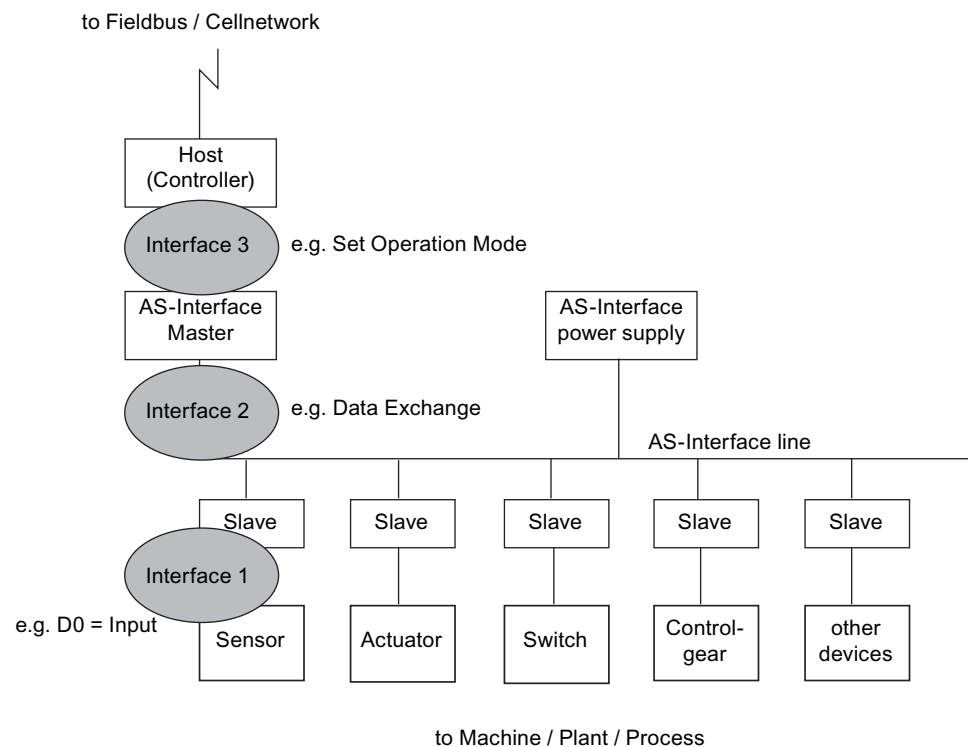 to Fieldbus / Cellnetwork
Host
(Controller)
Interface 3
e.g. Set Operation Mode
AS-Interface
Master
AS-Interface
power supply
Interface 2
e.g. Data Exchange
AS-Interface line
Slave
Slave
Slave
Slave
Slave
Interface 1
e.g. D0 = Input
Sensor
Actuator
Switch
Control-
gear
other
devices
to Machine / Plant / Process